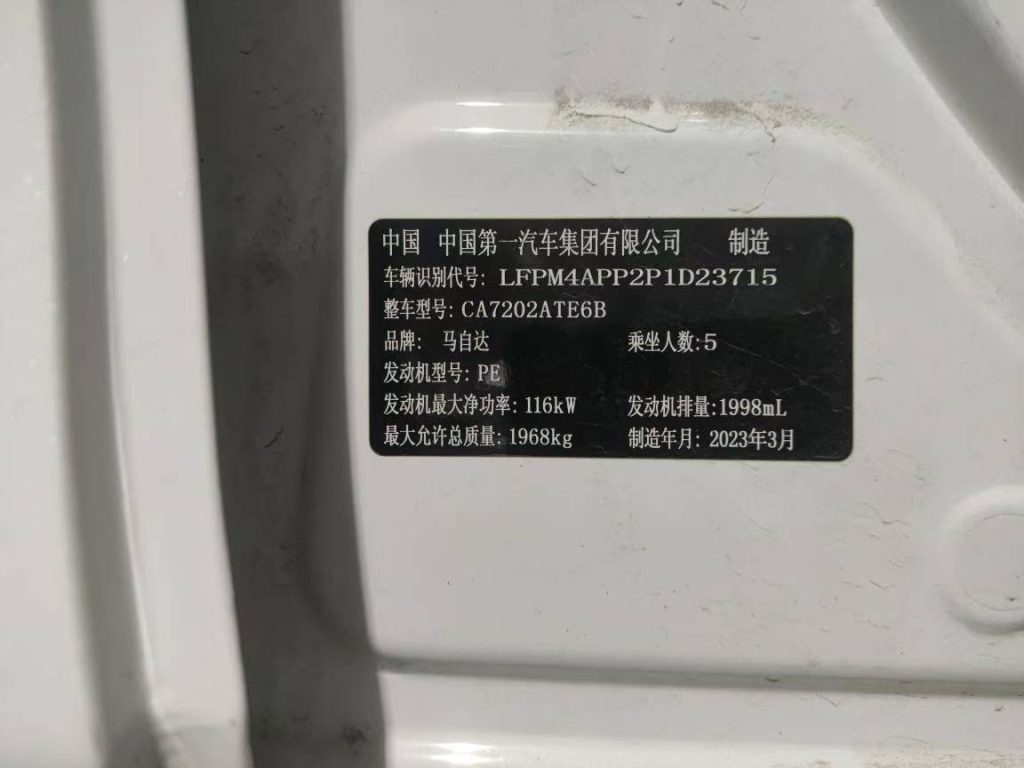 中国 中国第一汽车集团有限公司 制造
车辆识别代号: LFPM4APP2P1D23715
整车型号: CA7202ATE6B
品牌: 马自达 乘坐人数:5
发动机型号: PE
发动机最大净功率: 116kW 发动机排量:1998mL
最大允许总质量: 1968kg 制造年月: 2023年3月